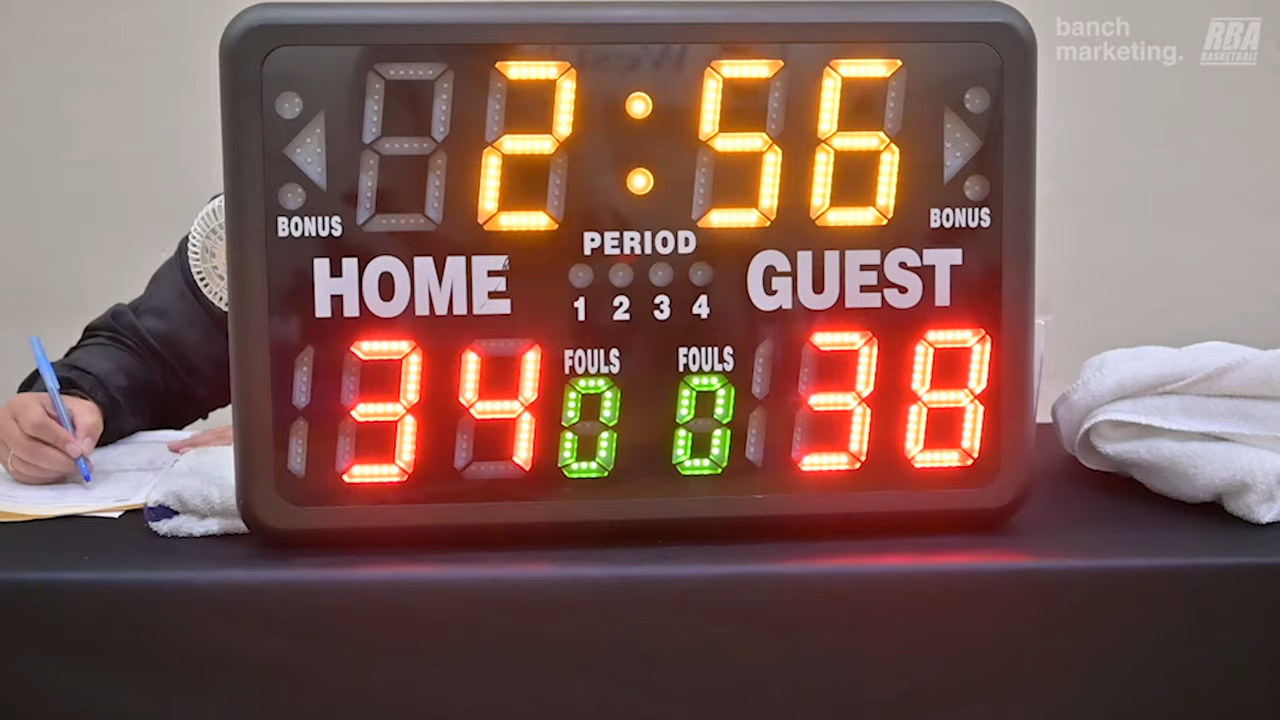 banch
marketing.
RBA
BASKETBALL
2:56
BONUS
BONUS
PERIOD
HOME
GUEST
1 2 3 4
FOULS
FOULS
34
0
0
38